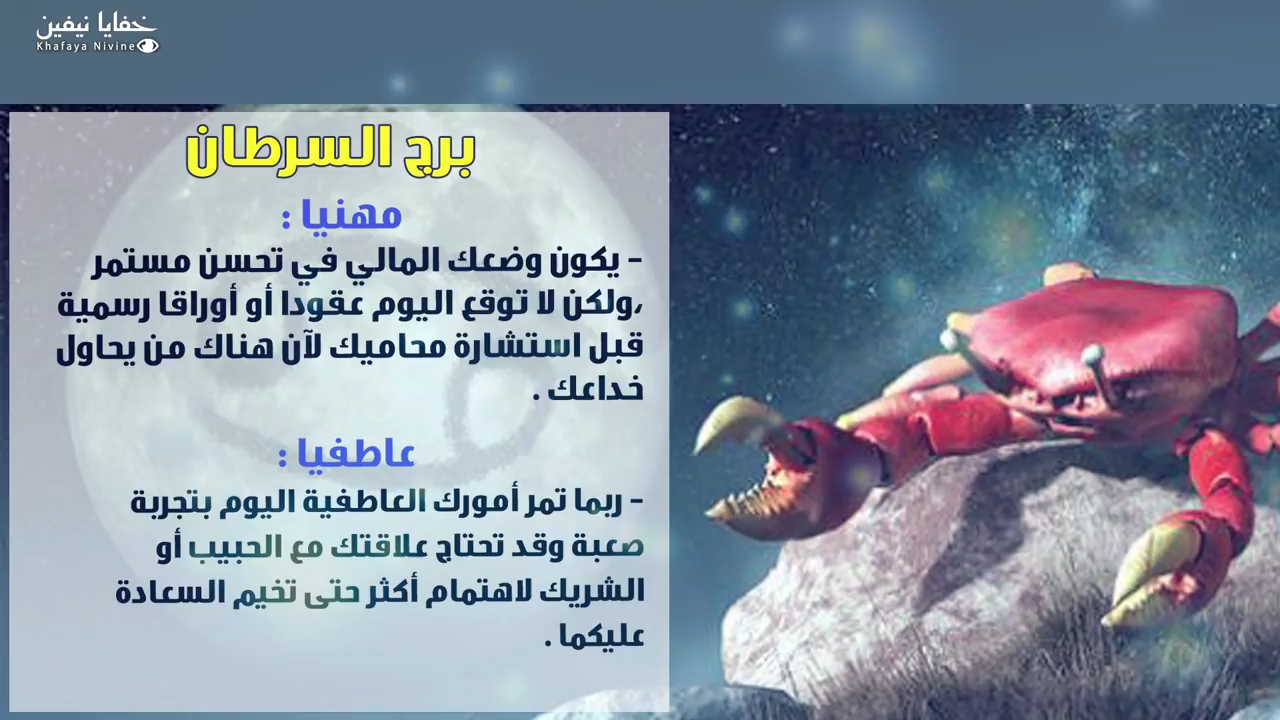 خفايا نيفين
Khafaya Nivine
برج السرطان
مهنيا :
- يكون وضعك المالي في تحسن مستمر
،ولكن لا توقع اليوم عقودا أو أوراقا رسمية
قبل استشارة محاميك لآن هناك من يحاول
خداعك .
عاطفيا :
- ربما تمر أمورك العاطفية اليوم بتجربة
صعبة وقد تحتاج علاقتك مع الحبيب أو
الشريك لاهتمام أكثر حتى تخيم السعادة
عليكما .